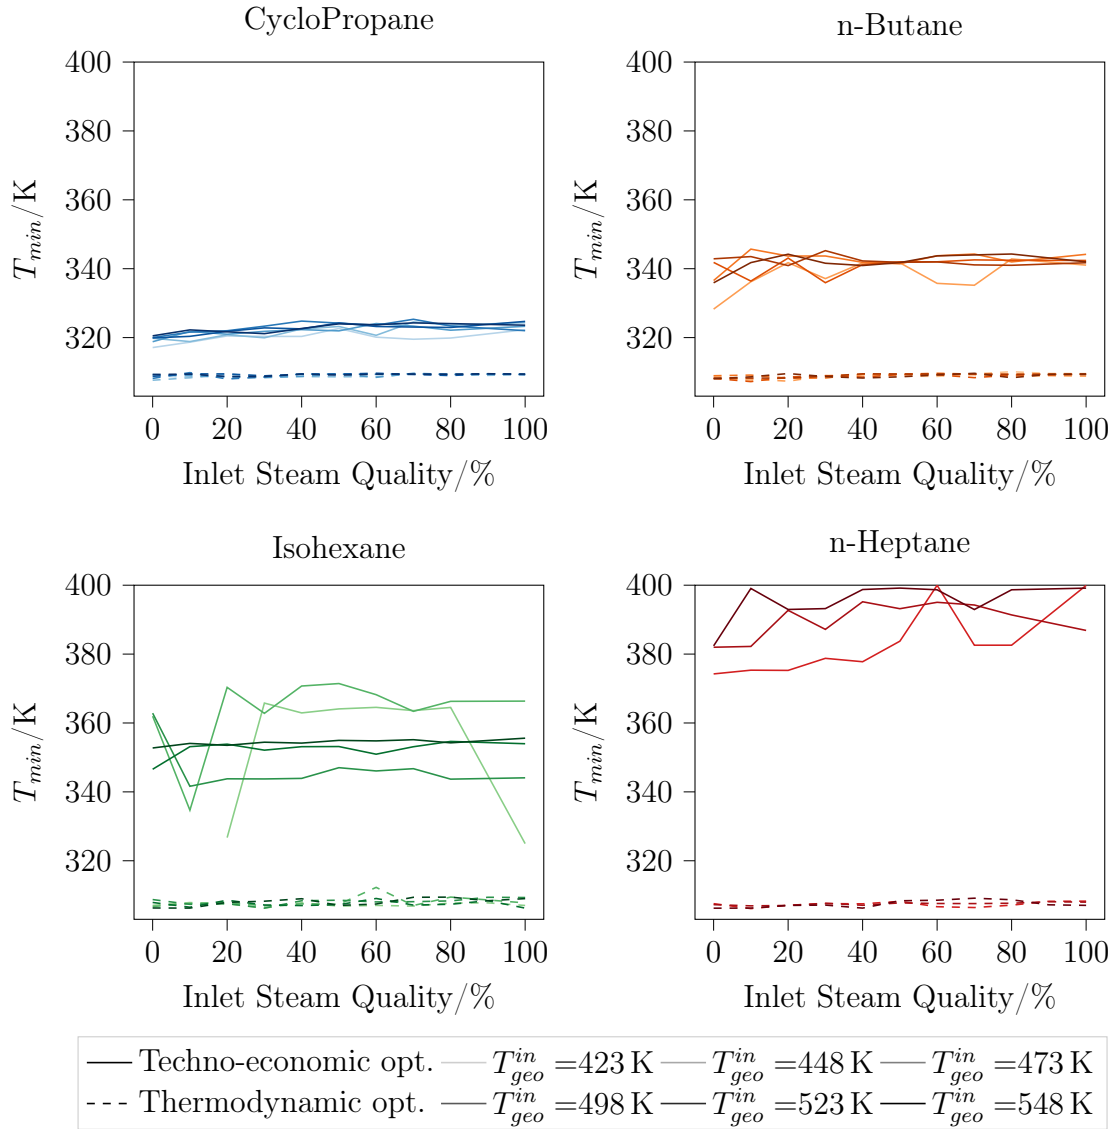 CycloPropane
n-Butane
400
380
360
340
320
T_min/K
0 20 40 60 80 100
Inlet Steam Quality/%
400
380
360
340
320
T_min/K
0 20 40 60 80 100
Inlet Steam Quality/%
Isohexane
n-Heptane
400
380
360
340
320
T_min/K
0 20 40 60 80 100
Inlet Steam Quality/%
400
380
360
340
320
T_min/K
0 20 40 60 80 100
Inlet Steam Quality/%
Techno-economic opt. T_geo^in =423 K T_geo^in =448 K T_geo^in =473 K
Thermodynamic opt. T_geo^in =498 K T_geo^in =523 K T_geo^in =548 K